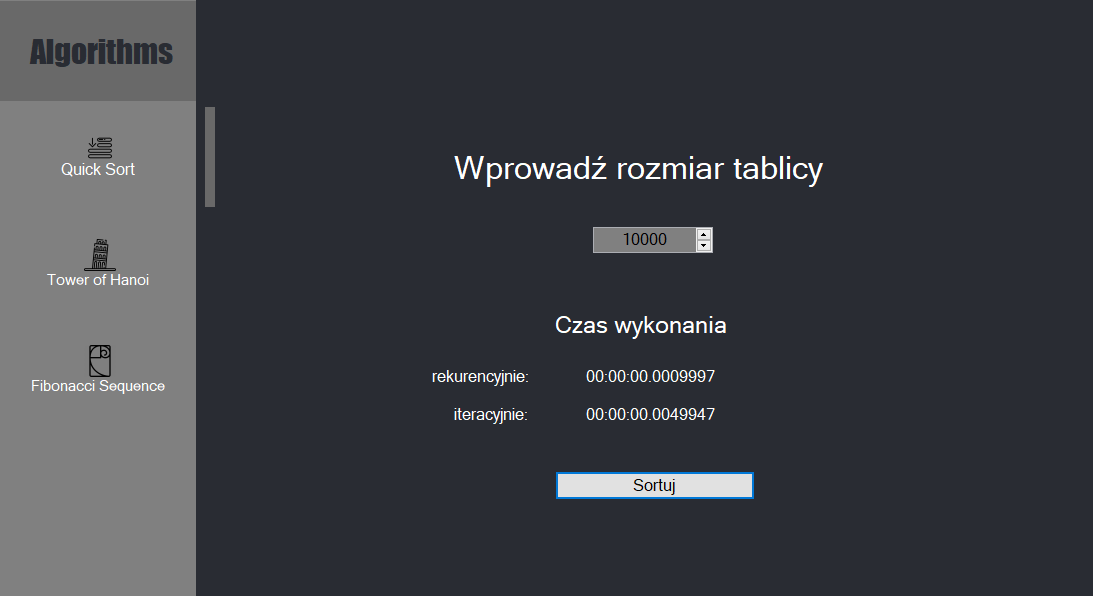 Algorithms
Quick Sort
Tower of Hanoi
Fibonacci Sequence
Wprowadź rozmiar tablicy
10000
Czas wykonania
rekurencyjnie: 00:00:00.0009997
iteracyjnie: 00:00:00.0049947
Sortuj